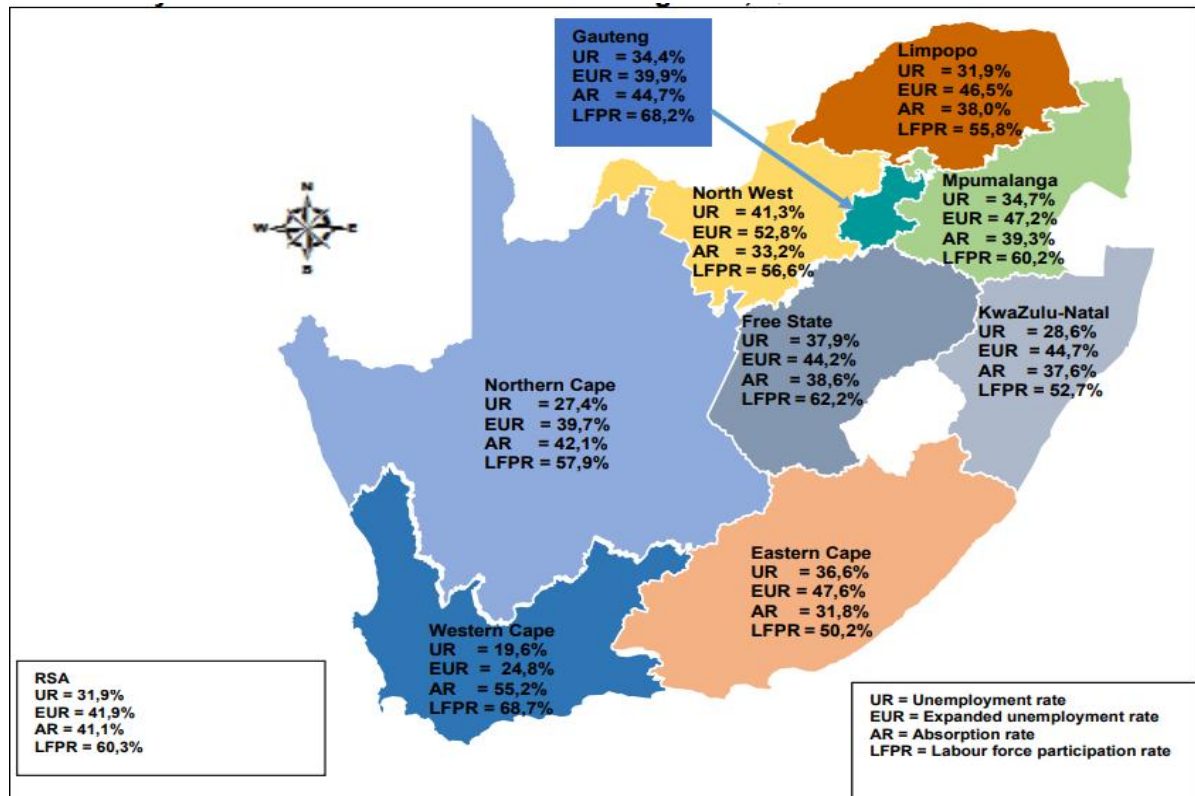 Gauteng
UR = 34,4%
EUR = 39,9%
AR = 44,7%
LFPR = 68,2%
Limpopo
UR = 31,9%
EUR = 46,5%
AR = 38,0%
LFPR = 55,8%
North West
UR = 41,3%
EUR = 52,8%
AR = 33,2%
LFPR = 56,6%
Mpumalanga
UR = 34,7%
EUR = 47,2%
AR = 39,3%
LFPR = 60,2%
N
W E
S
Free State
UR = 37,9%
EUR = 44,2%
AR = 38,6%
LFPR = 62,2%
KwaZulu-Natal
UR = 28,6%
EUR = 44,7%
AR = 37,6%
LFPR = 52,7%
Northern Cape
UR = 27,4%
EUR = 39,7%
AR = 42,1%
LFPR = 57,9%
Eastern Cape
UR = 36,6%
EUR = 47,6%
AR = 31,8%
LFPR = 50,2%
Western Cape
UR = 19,6%
EUR = 24,8%
AR = 55,2%
LFPR = 68,7%
RSA
UR = 31,9%
EUR = 41,9%
AR = 41,1%
LFPR = 60,3%
UR = Unemployment rate
EUR = Expanded unemployment rate
AR = Absorption rate
LFPR = Labour force participation rate